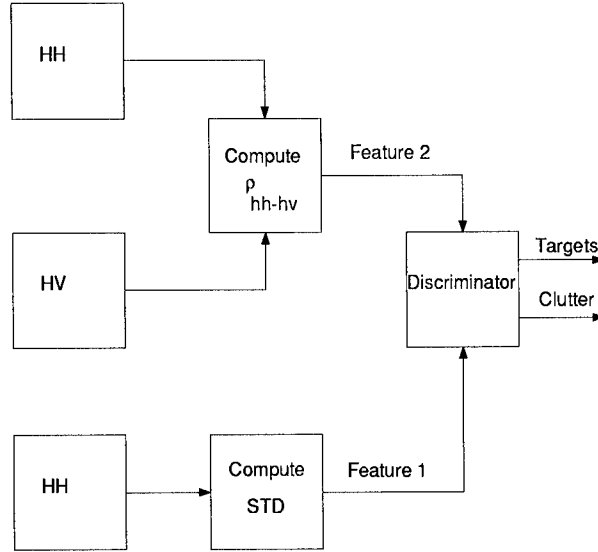 HH
Compute
ρ
hh-hv
Feature 2
HV
Discriminator
Targets
Clutter
HH
Compute
STD
Feature 1